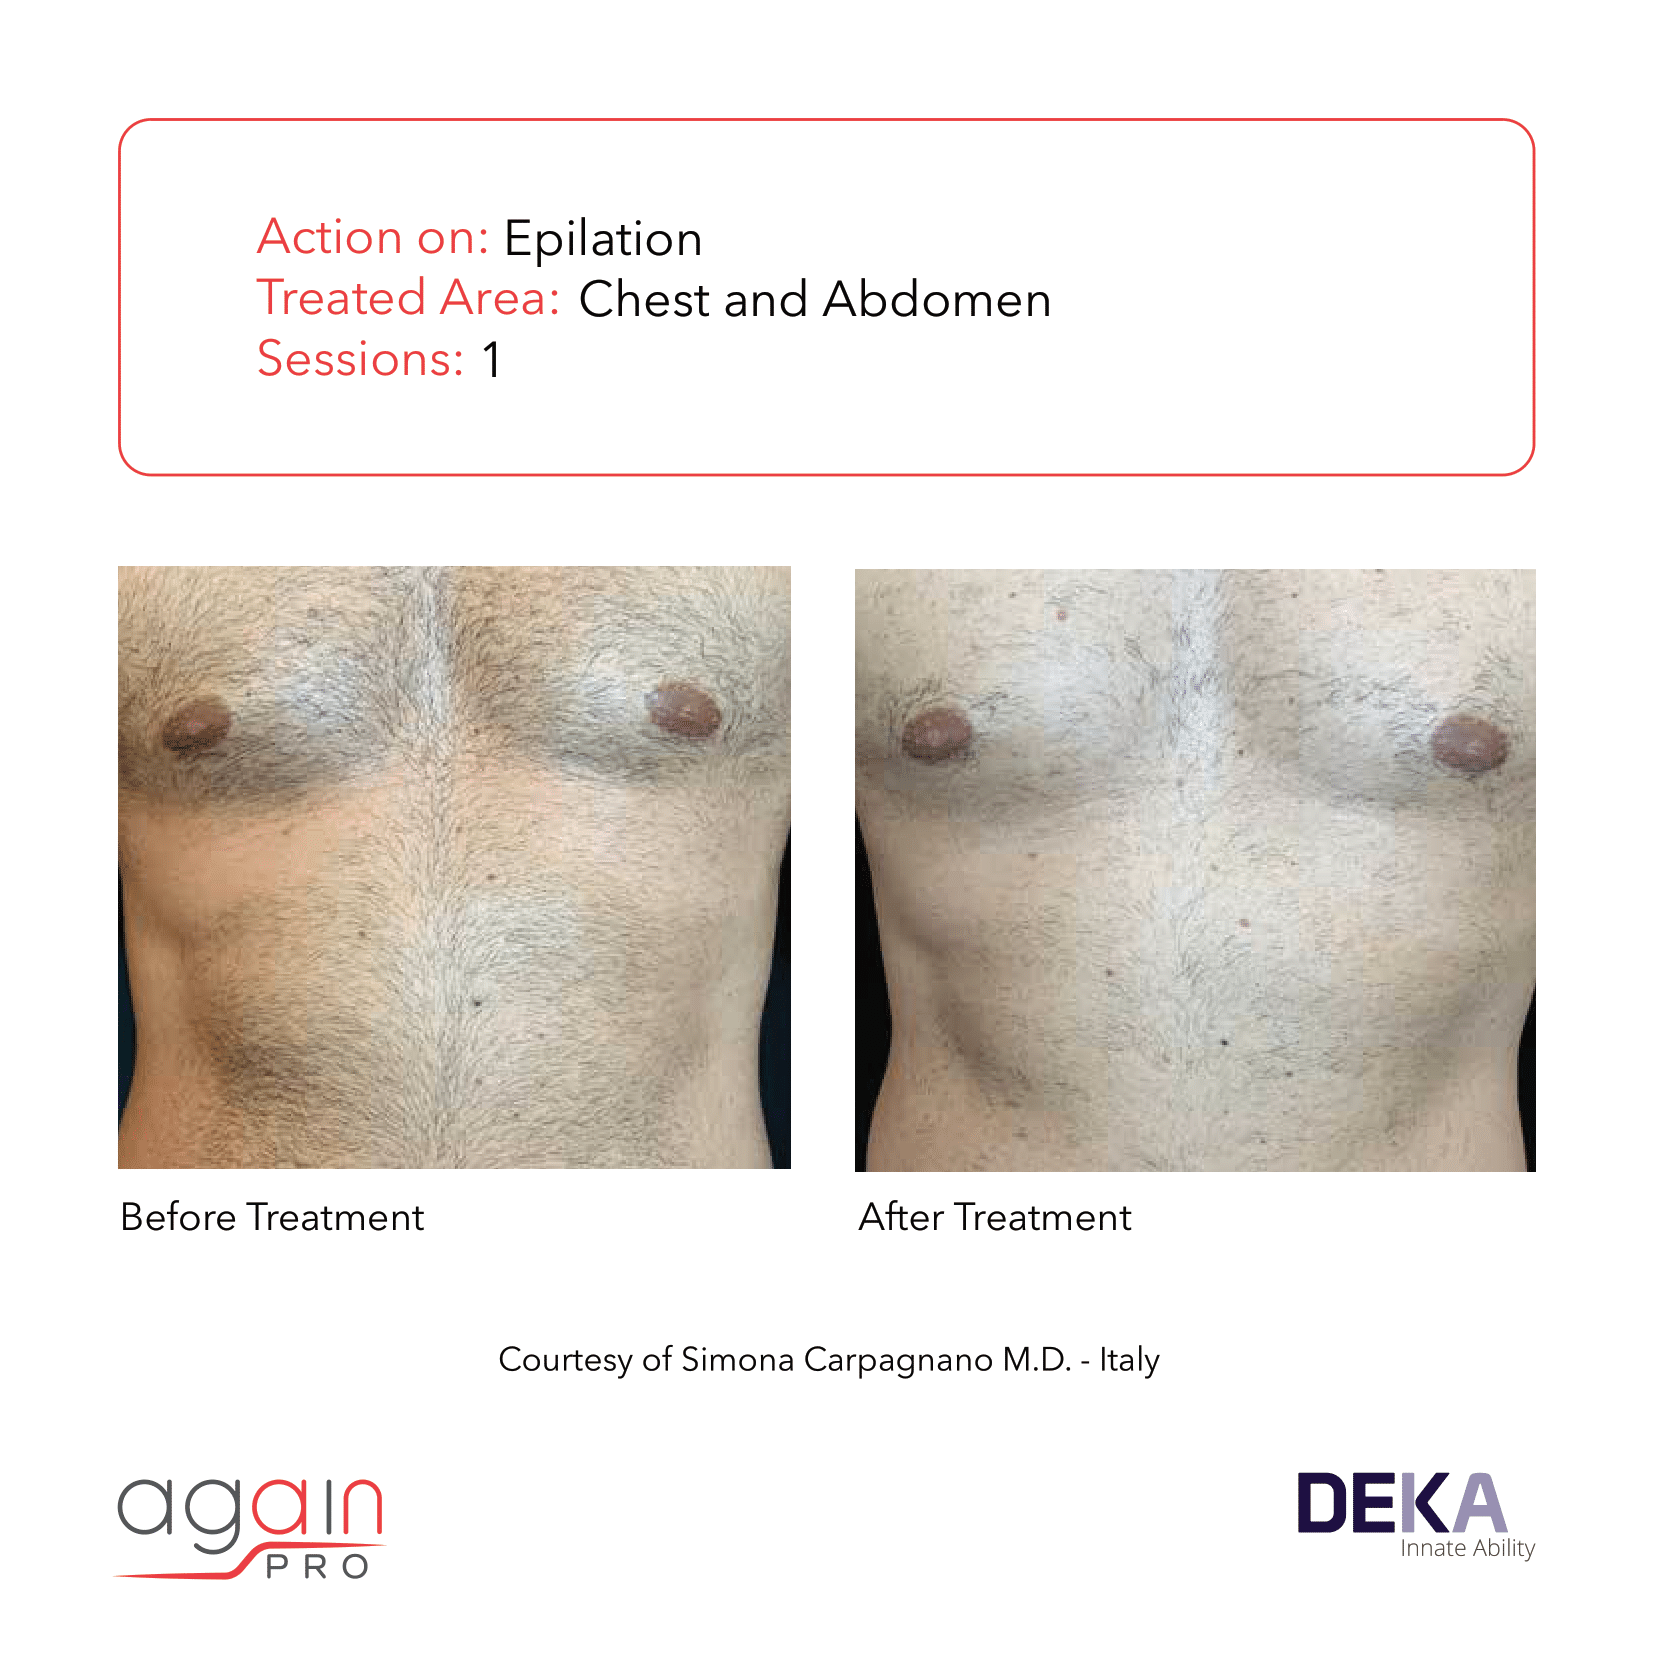 Action on: Epilation
Treated Area: Chest and Abdomen
Sessions: 1
Before Treatment
After Treatment
Courtesy of Simona Carpagnano M.D. - Italy
again
PRO
DEKA
Innate Ability